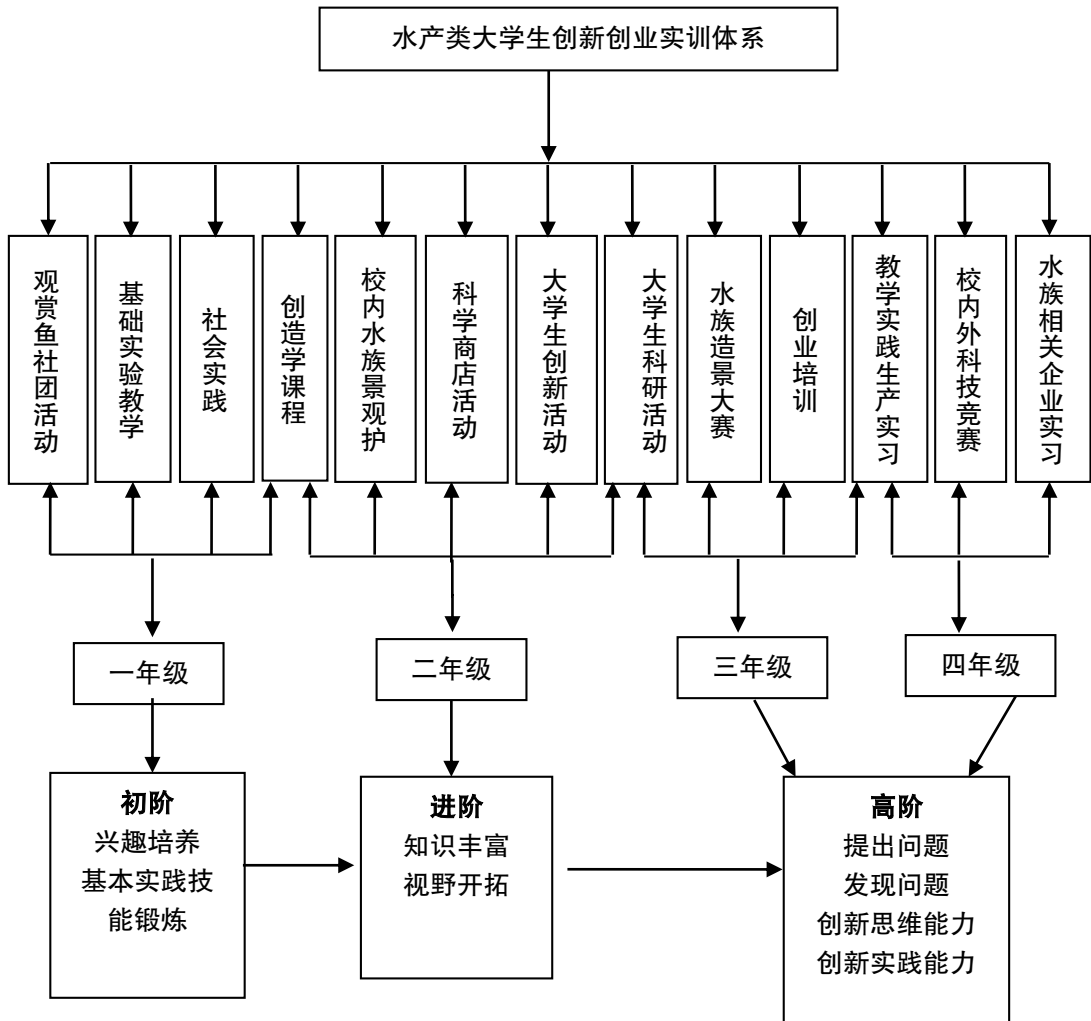 水产类大学生创新创业实训体系
观赏鱼社团活动
基础实验教学
社会实践
创造学课程
校内水族景观护
科学商店活动
大学生创新活动
大学生科研活动
水族造景大赛
创业培训
教学实践生产实习
校内外科技竞赛
水族相关企业实习
一年级
二年级
三年级
四年级
初阶
兴趣培养
基本实践技
能锻炼
进阶
知识丰富
视野开拓
高阶
提出问题
发现问题
创新思维能力
创新实践能力